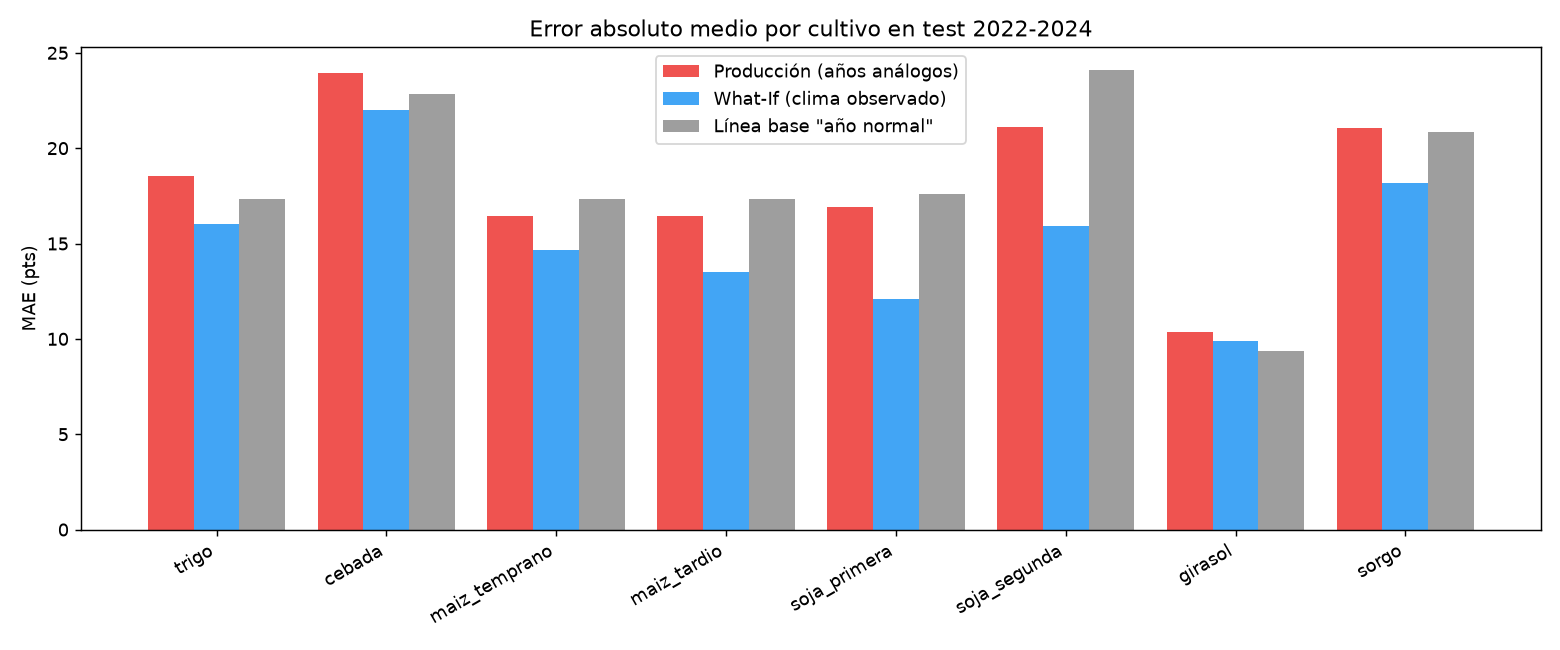 Error absoluto medio por cultivo en test 2022-2024
Producción (años análogos)
What-If (clima observado)
Línea base "año normal"
MAE (pts)
25
20
15
10
5
0
trigo
cebada
maiz_temprano
maiz_tardio
soja_primera
soja_segunda
girasol
sorgo